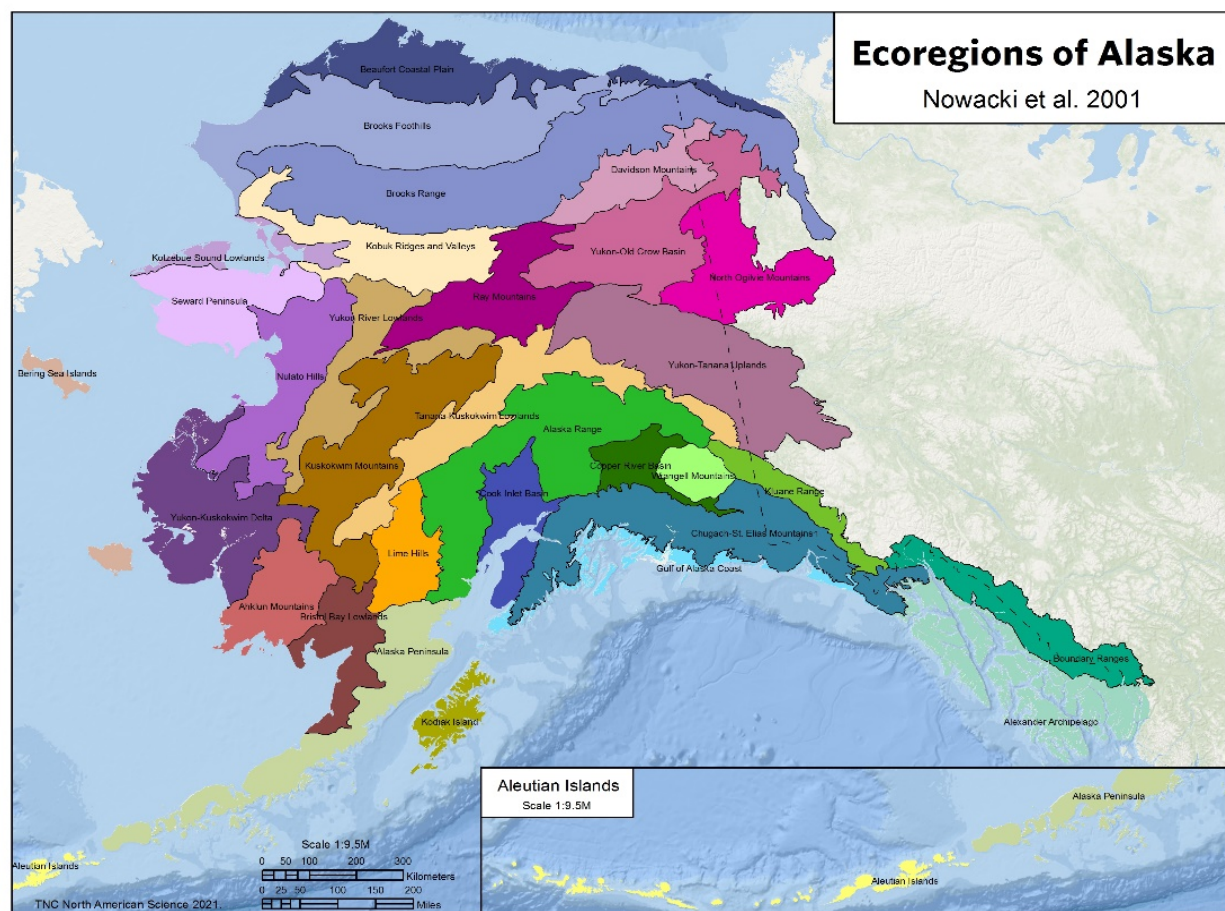 Ecoregions of Alaska
Nowacki et al. 2001
Beaufort Coastal Plain
Brooks Foothills
Davidson Mountains
Brooks Range
Kobuk Ridges and Valleys
Yukon-Old Crow Basin
Kotzebue Sound Lowlands
North Ogilvie Mountains
Seward Peninsula
Ray Mountains
Yukon River Lowlands
Yukon-Tanana Uplands
Bering Sea Islands
Nulato Hills
Tanana-Kuskokwim Lowlands
Alaska Range
Kuskokwim Mountains
Copper River Basin
Wrangell Mountains
Kluane Range
Cook Inlet Basin
Yukon-Kuskokwim Delta
Chugach-St. Elias Mountains
Lime Hills
Gulf of Alaska Coast
Ahklun Mountains
Bristol Bay Lowlands
Alaska Peninsula
Boundary Ranges
Kodiak Island
Alexander Archipelago
Aleutian Islands
Scale 1:9.5M
Alaska Peninsula
Aleutian Islands
Scale 1:9.5M
0 50 100 200 300
Kilometers
0 25 50 100 150 200
Miles
Aleutian Islands
TNC North American Science 2021.